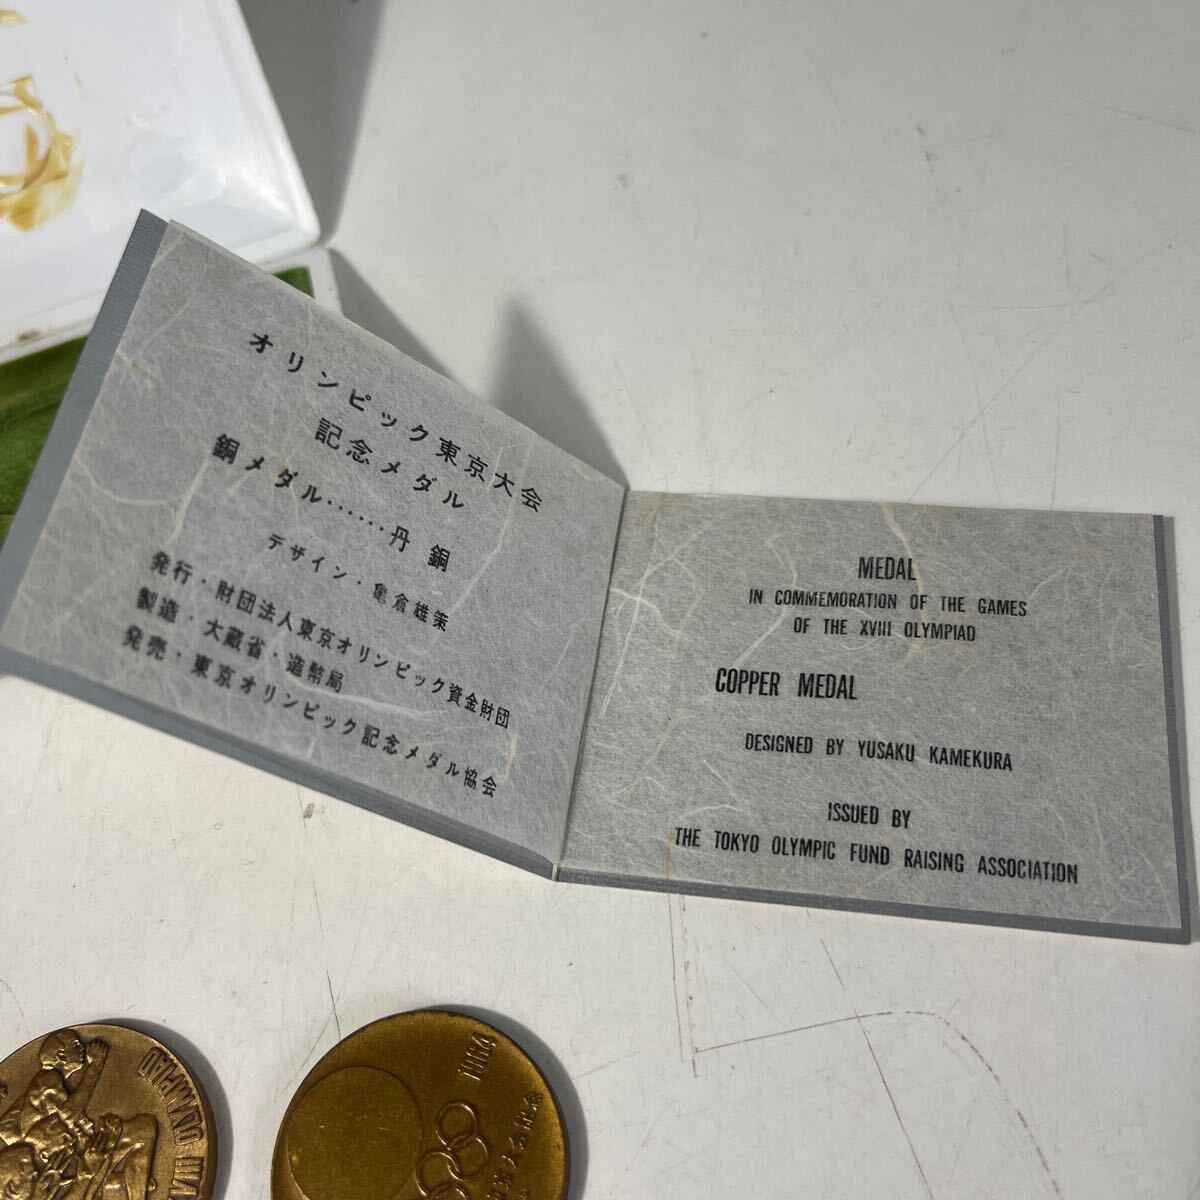 オリンピック東京大会
記念メダル
銅メダル……丹銅
デザイン・亀倉雄策
発行・財団法人東京オリンピック資金財団
製造・大蔵省・造幣局
発売・東京オリンピック記念メダル協会
MEDAL
IN COMMEMORATION OF THE GAMES
OF THE XVIII OLYMPIAD
COPPER MEDAL
DESIGNED BY YUSAKU KAMEKURA
ISSUED BY
THE TOKYO OLYMPIC FUND RAISING ASSOCIATION
OLYMPIAD
1964